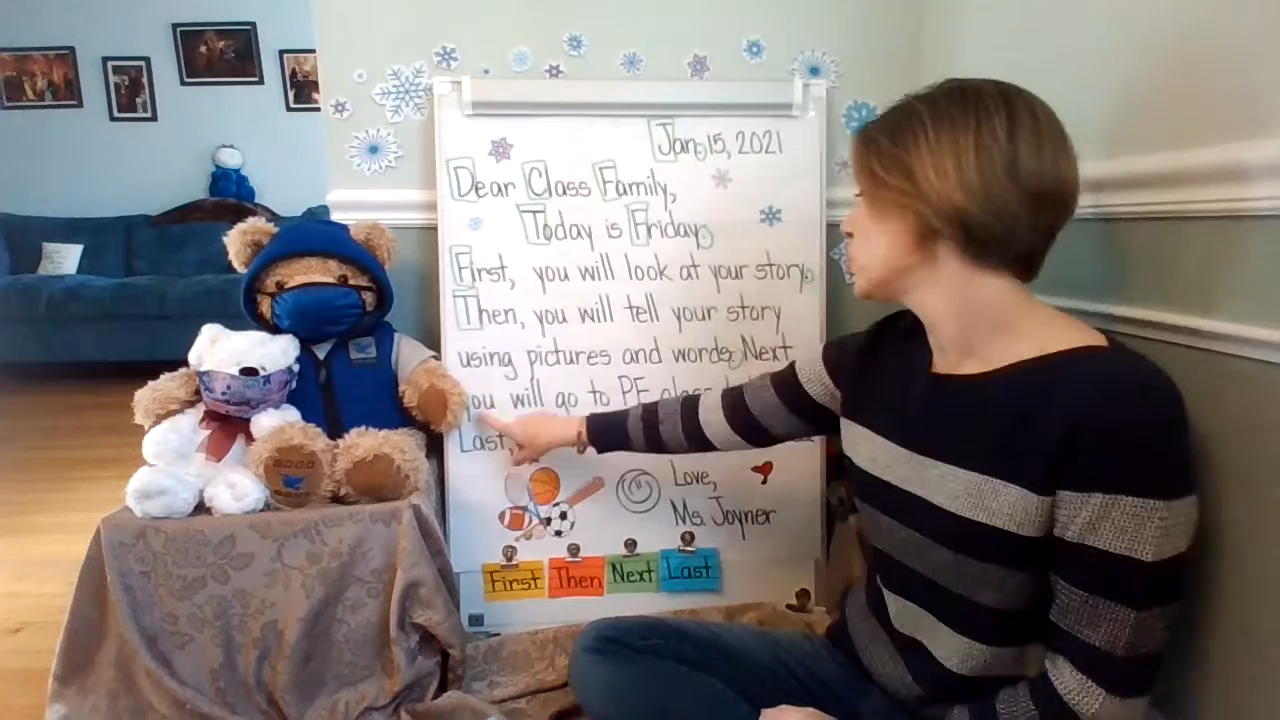 Jan. 15, 2021
Dear Class Family,
Today is Friday.
First, you will look at your story.
Then, you will tell your story
using pictures and words. Next
you will go to PE class
Last,
Love,
Ms. Joyner
First Then Next Last